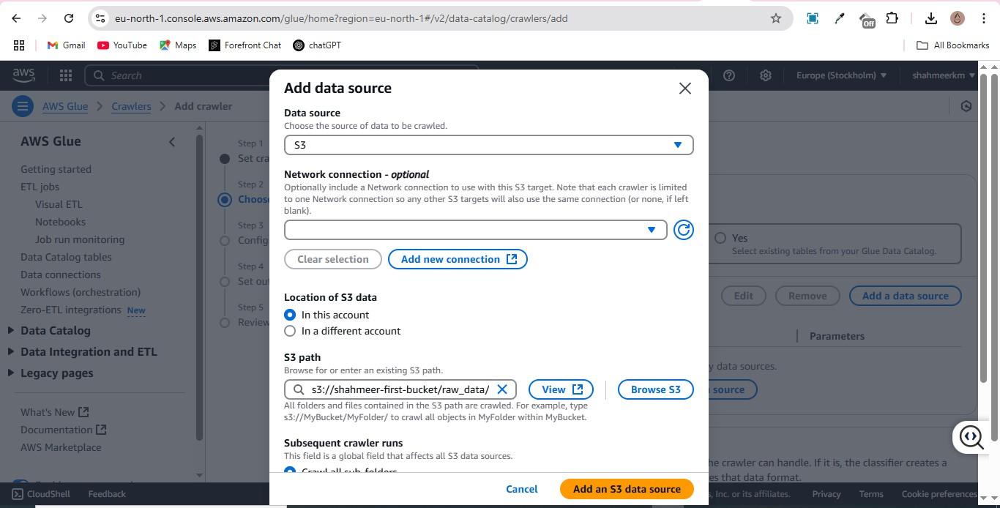 eu-north-1.console.aws.amazon.com/glue/home?region=eu-north-1#/v2/data-catalog/crawlers/add
Off
Gmail
YouTube
Maps
Forefront Chat
chatGPT
All Bookmarks
aws
Search
Europe (Stockholm)
shahmeerkm
AWS Glue
Crawlers
Add crawler
AWS Glue
Getting started
ETL jobs
Visual ETL
Notebooks
Job run monitoring
Data Catalog tables
Data connections
Workflows (orchestration)
Zero-ETL integrations New
Data Catalog
Data Integration and ETL
Legacy pages
What's New
Documentation
AWS Marketplace
Step 1
Set cra
Step 2
Choos
Step 3
Config
Step 4
Set ou
Step 5
Review
Add data source
Data source
Choose the source of data to be crawled.
S3
Network connection - optional
Optionally include a Network connection to use with this S3 target. Note that each crawler is limited
to one Network connection so any other S3 targets will also use the same connection (or none, if left
blank).
Clear selection
Add new connection
Location of S3 data
In this account
In a different account
S3 path
Browse for or enter an existing S3 path.
s3://shahmeer-first-bucket/raw_data/
View
Browse S3
All folders and files contained in the S3 path are crawled. For example, type
s3://MyBucket/MyFolder/ to crawl all objects in MyFolder within MyBucket.
Subsequent crawler runs
This field is a global field that affects all S3 data sources.
Crawl all sub-folders
Cancel
Add an S3 data source
Yes
Select existing tables from your Glue Data Catalog.
Edit
Remove
Add a data source
Parameters
y data sources.
source
he crawler can handle. If it is, the classifier creates a
es that data format.
CloudShell
Feedback
s, Inc. or its affiliates.
Privacy
Terms
Cookie preferences